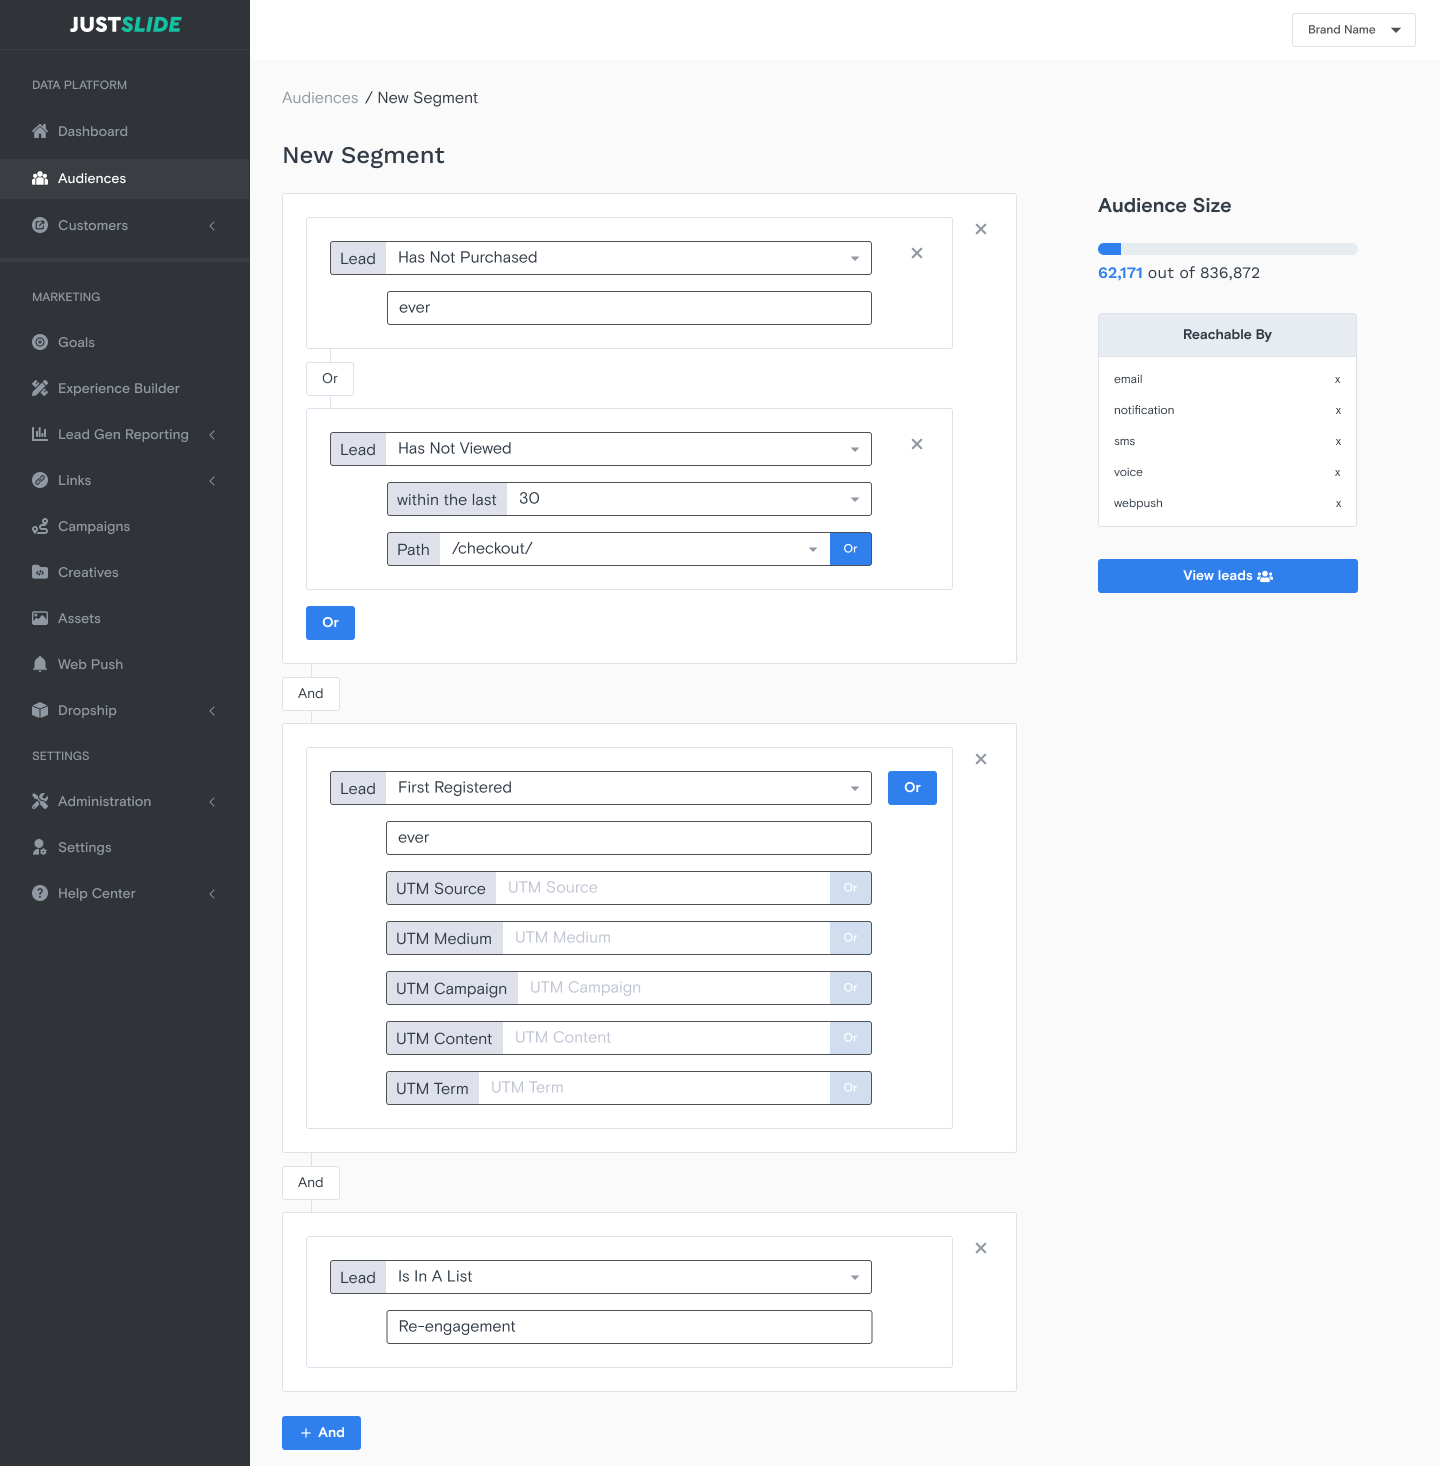 JUSTSLIDE
Brand Name
DATA PLATFORM
Dashboard
Audiences
Customers
MARKETING
Goals
Experience Builder
Lead Gen Reporting
Links
Campaigns
Creatives
Assets
Web Push
Dropship
SETTINGS
Administration
Settings
Help Center
Audiences / New Segment
New Segment
Lead Has Not Purchased
ever
Or
Lead Has Not Viewed
within the last 30
Path /checkout/ Or
Or
And
Lead First Registered Or
ever
UTM Source UTM Source Or
UTM Medium UTM Medium Or
UTM Campaign UTM Campaign Or
UTM Content UTM Content Or
UTM Term UTM Term Or
And
Lead Is In A List
Re-engagement
+ And
Audience Size
62,171 out of 836,872
Reachable By
email x
notification x
sms x
voice x
webpush x
View leads